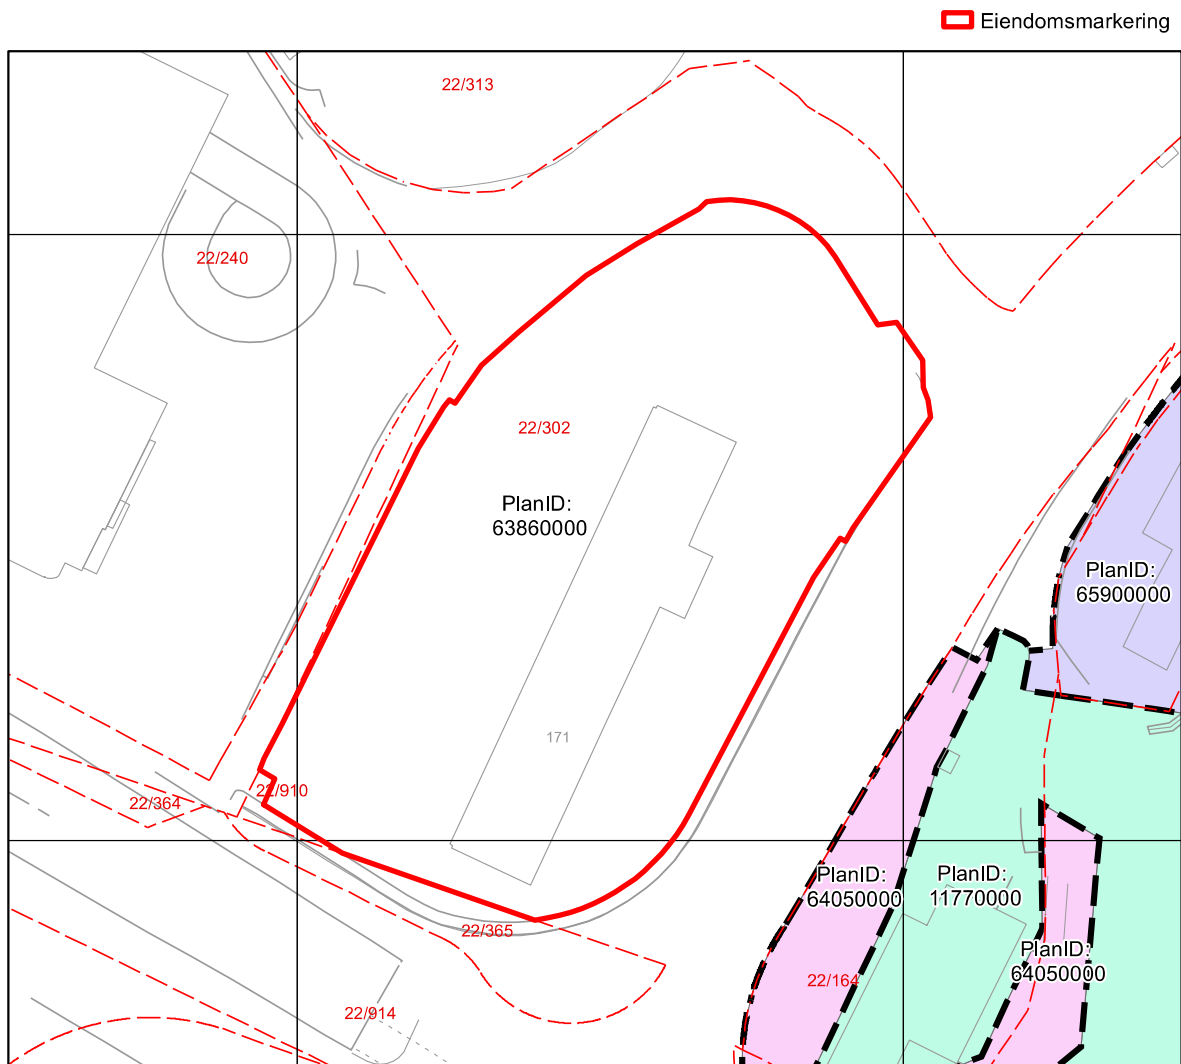 Eiendomsmarkering
22/313
22/240
22/302
PlanID:
63860000
PlanID:
65900000
171
22/910
22/364
PlanID:
64050000
PlanID:
11770000
22/365
PlanID:
64050000
22/164
22/914